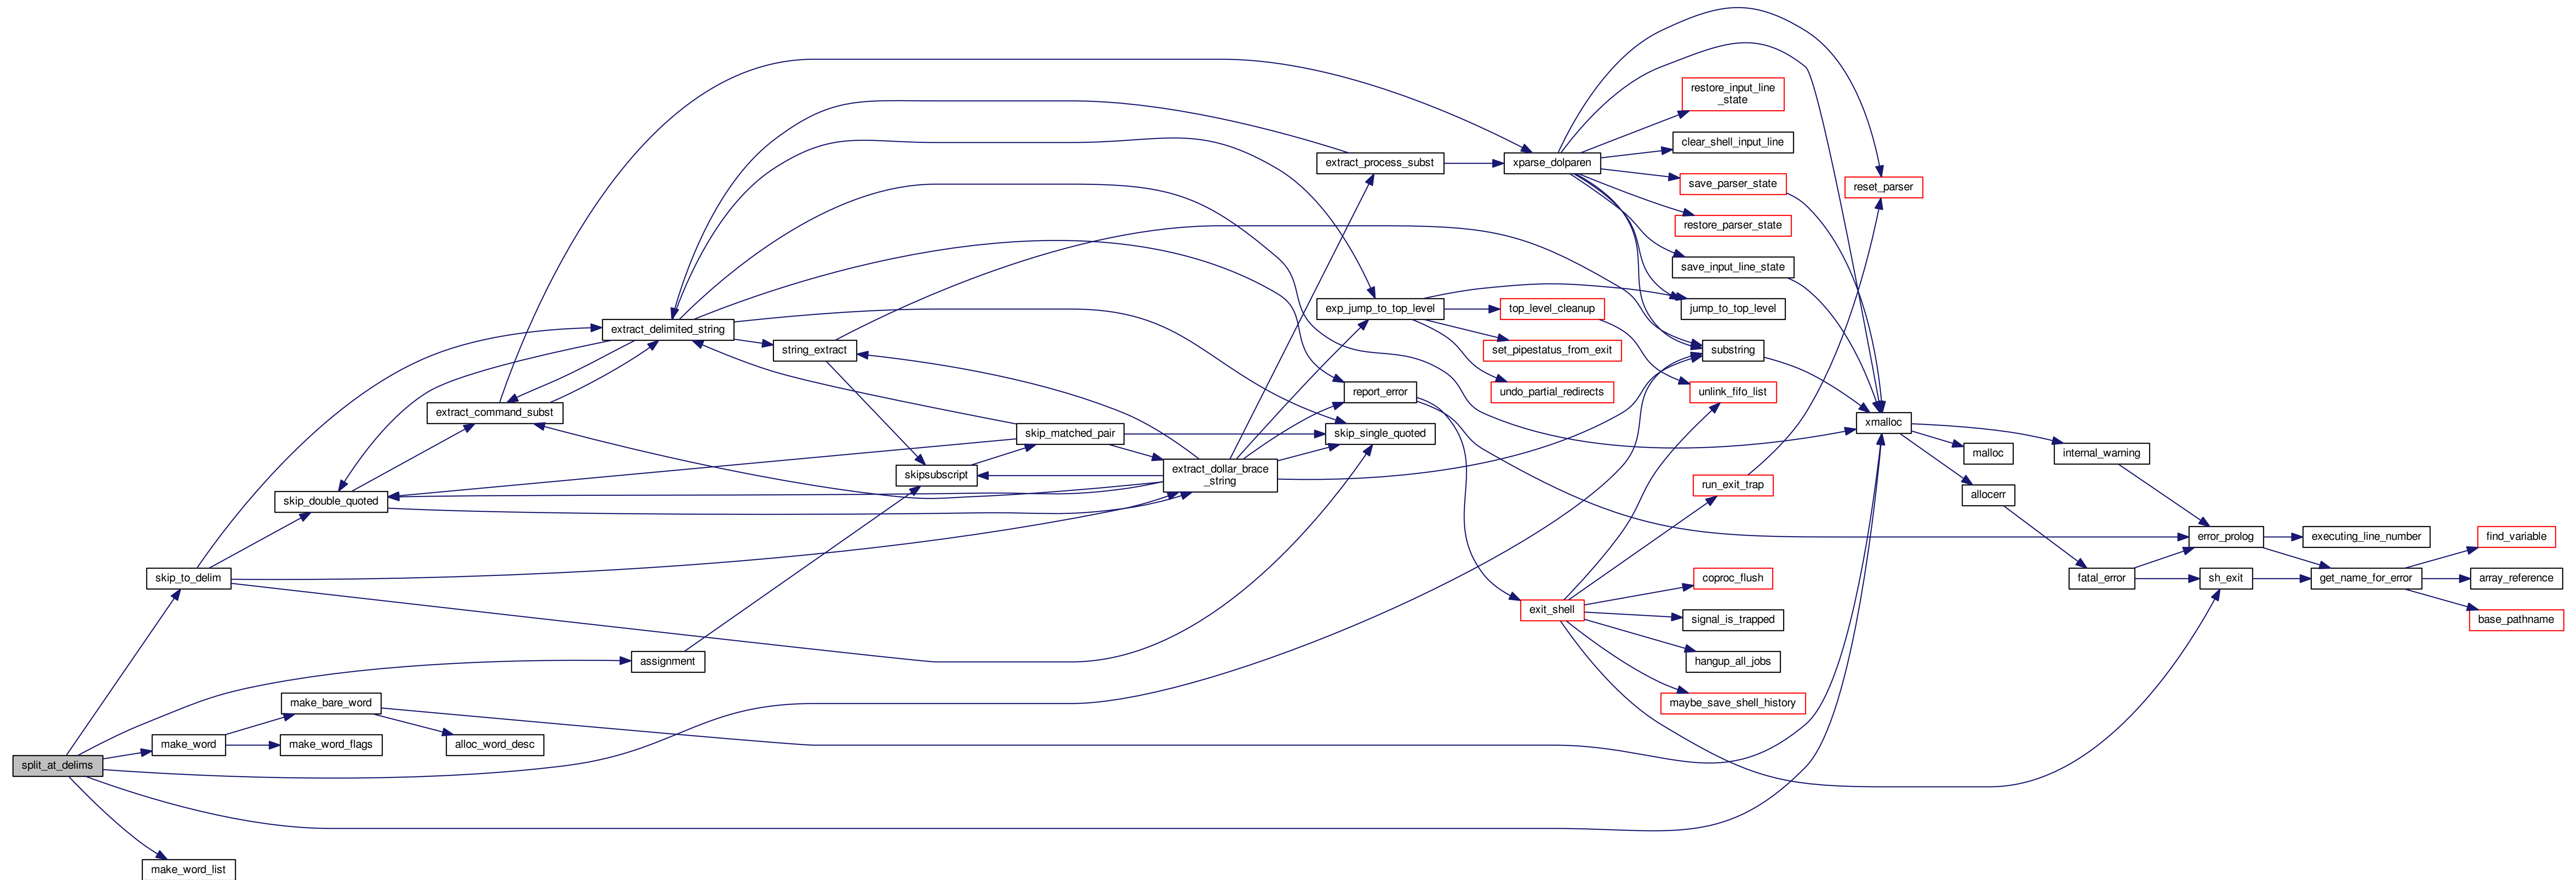 restore_input_line
_state
clear_shell_input_line
extract_process_subst
xparse_dolparen
save_parser_state
reset_parser
restore_parser_state
save_input_line_state
exp_jump_to_top_level
top_level_cleanup
jump_to_top_level
extract_delimited_string
string_extract
set_pipestatus_from_exit
substring
report_error
undo_partial_redirects
unlink_fifo_list
extract_command_subst
skip_matched_pair
skip_single_quoted
xmalloc
malloc
internal_warning
skipsubscript
extract_dollar_brace
_string
run_exit_trap
allocerr
skip_double_quoted
error_prolog
executing_line_number
find_variable
skip_to_delim
coproc_flush
fatal_error
sh_exit
get_name_for_error
array_reference
exit_shell
signal_is_trapped
base_pathname
assignment
hangup_all_jobs
make_bare_word
maybe_save_shell_history
make_word
make_word_flags
alloc_word_desc
split_at_delims
make_word_list